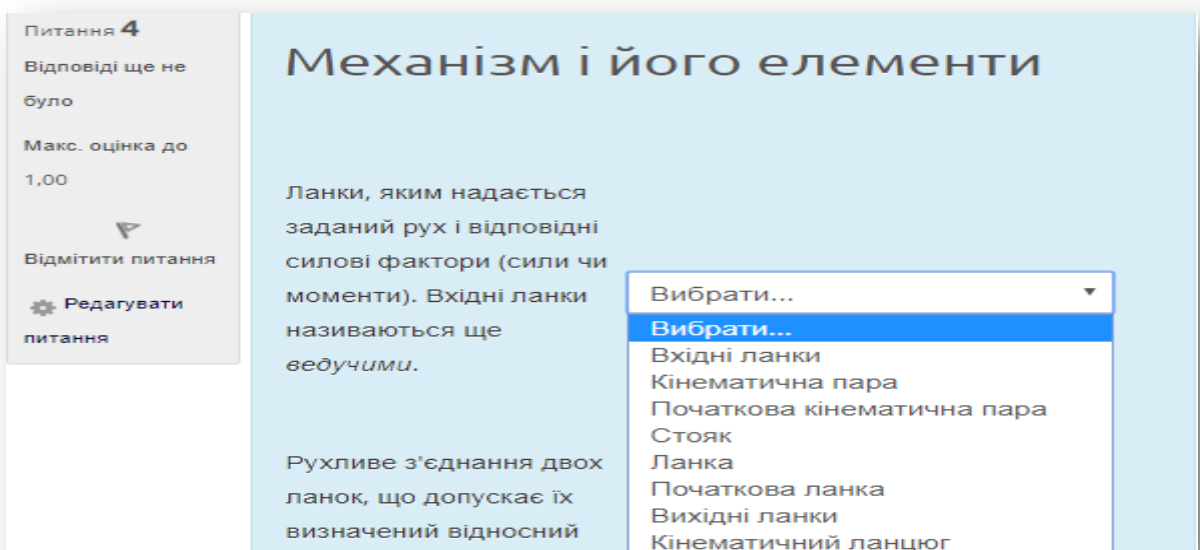 Питання 4
Відповіді ще не
було
Макс. оцінка до
1,00
Відмітити питання
Редагувати
питання
Механізм і його елементи
Ланки, яким надається
заданий рух і відповідні
силові фактори (сили чи
моменти). Вхідні ланки
називаються ще
ведучими.
Вибрати...
Вибрати...
Вхідні ланки
Кінематична пара
Початкова кінематична пара
Стояк
Ланка
Початкова ланка
Вихідні ланки
Кінематичний ланцюг
Рухливе з'єднання двох
ланок, що допускає їх
визначений відносний